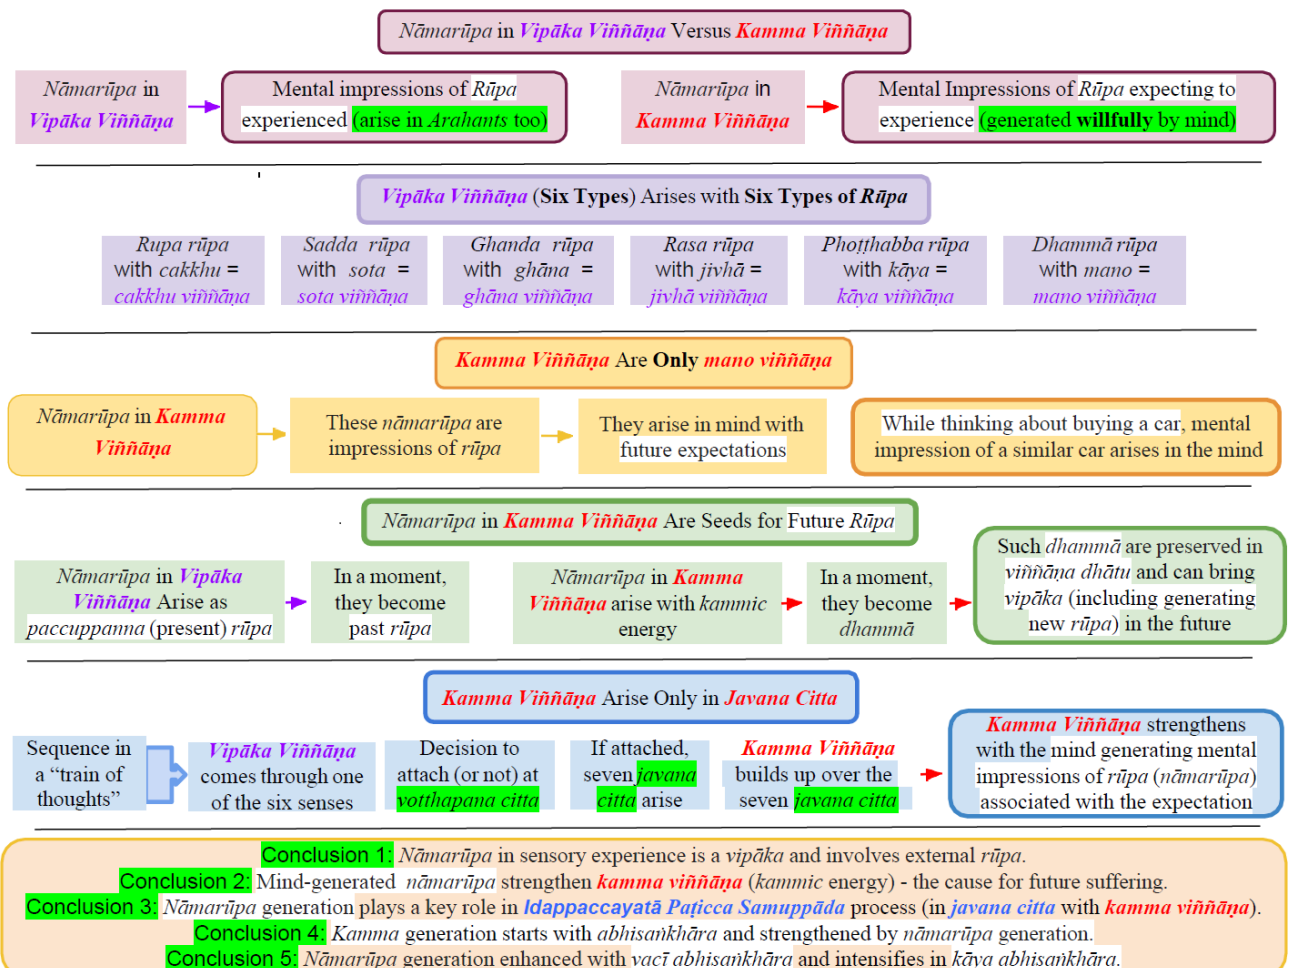 Nāmarūpa in Vipāka Viññāṇa Versus Kamma Viññāṇa
Nāmarūpa in
Vipāka Viññāṇa
Mental impressions of Rūpa
experienced (arise in Arahants too)
Nāmarūpa in
Kamma Viññāṇa
Mental Impressions of Rūpa expecting to
experience (generated willfully by mind)
Vipāka Viññāṇa (Six Types) Arises with Six Types of Rūpa
Rupa rūpa
with cakkhu =
cakkhu viññāṇa
Sadda rūpa
with sota =
sota viññāṇa
Ghanda rūpa
with ghāna =
ghāna viññāṇa
Rasa rūpa
with jivhā =
jivhā viññāṇa
Phoṭṭhabba rūpa
with kāya =
kāya viññāṇa
Dhammā rūpa
with mano =
mano viññāṇa
Kamma Viññāṇa Are Only mano viññāṇa
Nāmarūpa in Kamma
Viññāṇa
These nāmarūpa are
impressions of rūpa
They arise in mind with
future expectations
While thinking about buying a car, mental
impression of a similar car arises in the mind
Nāmarūpa in Kamma Viññāṇa Are Seeds for Future Rūpa
Nāmarūpa in Vipāka
Viññāṇa Arise as
paccuppanna (present) rūpa
In a moment,
they become
past rūpa
Nāmarūpa in Kamma
Viññāṇa arise with kammic
energy
In a moment,
they become
dhammā
Such dhammā are preserved in
viññāṇa dhātu and can bring
vipāka (including generating
new rūpa) in the future
Kamma Viññāṇa Arise Only in Javana Citta
Sequence in
a “train of
thoughts”
Vipāka Viññāṇa
comes through one
of the six senses
Decision to
attach (or not) at
votthapana citta
If attached,
seven javana
citta arise
Kamma Viññāṇa
builds up over the
seven javana citta
Kamma Viññāṇa strengthens
with the mind generating mental
impressions of rūpa (nāmarūpa)
associated with the expectation
Conclusion 1: Nāmarūpa in sensory experience is a vipāka and involves external rūpa.
Conclusion 2: Mind-generated nāmarūpa strengthen kamma viññāṇa (kammic energy) - the cause for future suffering.
Conclusion 3: Nāmarūpa generation plays a key role in Idappaccayatā Paṭicca Samuppāda process (in javana citta with kamma viññāṇa).
Conclusion 4: Kamma generation starts with abhisaṅkhāra and strengthened by nāmarūpa generation.
Conclusion 5: Nāmarūpa generation enhanced with vacī abhisaṅkhāra and intensifies in kāya abhisaṅkhāra.